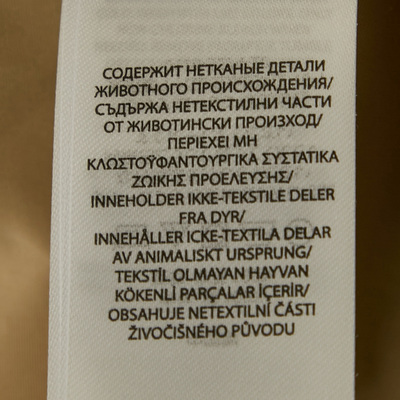 СОДЕРЖИТ НЕТКАНЫЕ ДЕТАЛИ
ЖИВОТНОГО ПРОИСХОЖДЕНИЯ/
СЪДЪРЖА НЕТЕКСТИЛНИ ЧАСТИ
ОТ ЖИВОТИНСКИ ПРОИЗХОД/
ΠΕΡΙΕΧΕΙ ΜΗ
ΚΛΩΣΤΟΫΦΑΝΤΟΥΡΓΙΚΑ ΣΥΣΤΑΤΙΚΑ
ΖΩΙΚΗΣ ΠΡΟΕΛΕΥΣΗΣ/
INNEHOLDER IKKE-TEKSTILE DELER
FRA DYR/
INNEHÅLLER ICKE-TEXTILA DELAR
AV ANIMALISKT URSPRUNG/
TEKSTİL OLMAYAN HAYVAN
KÖKENLİ PARÇALAR İÇERİR/
OBSAHUJE NETEXTILNÍ ČÁSTI
ŽIVOČIŠNÉHO PŮVODU